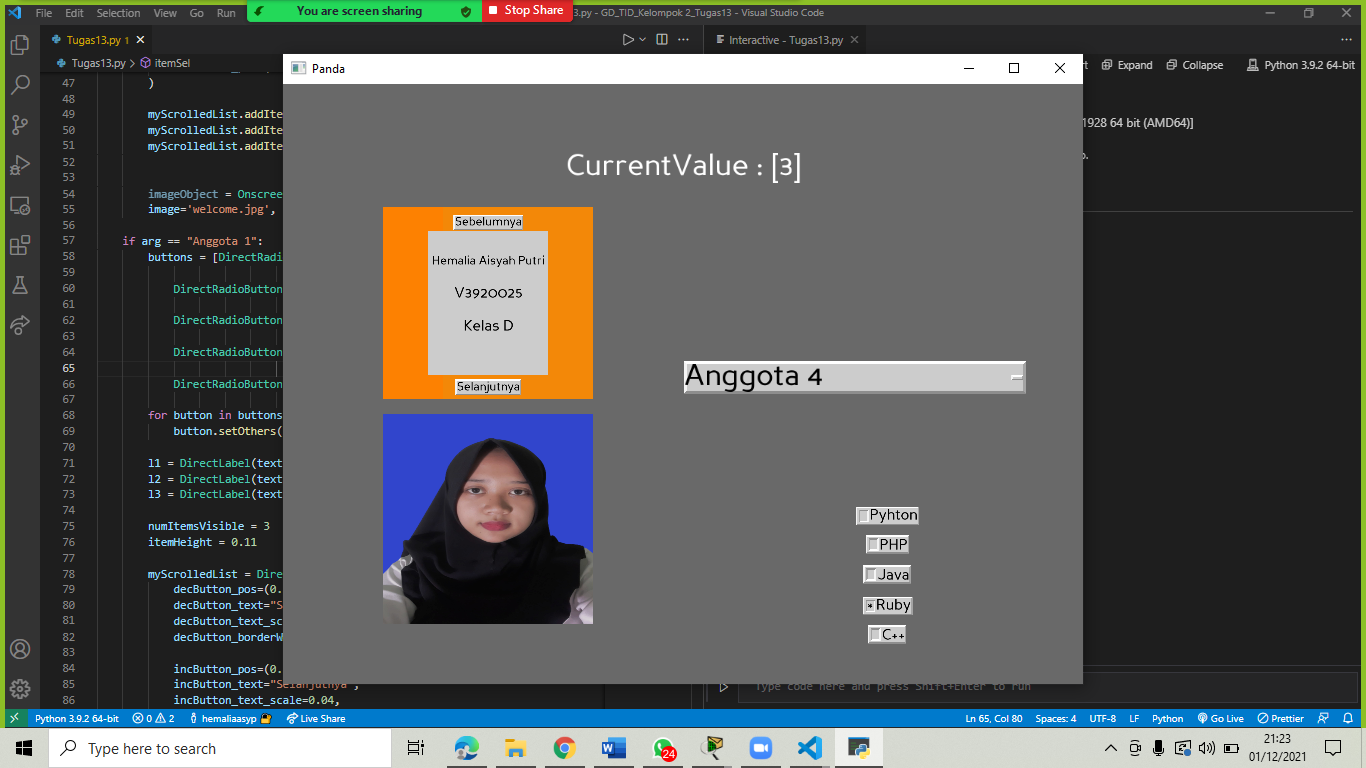 File Edit Selection View Go Run
You are screen sharing
Stop Share
3.py - GD_TID_Kelompok 2_Tugas13 - Visual Studio Code
Tugas13.py 1
Interactive - Tugas13.py
Tugas13.py > itemSel
Panda
Expand Collapse Python 3.9.2 64-bit
47 )
48
49 myScrolledList.addIte
50 myScrolledList.addIte
51 myScrolledList.addIte
52
53
54 imageObject = Onscree
55 image='welcome.jpg',
56
57 if arg == "Anggota 1":
58 buttons = [DirectRadi
59
60 DirectRadioButton
61
62 DirectRadioButton
63
64 DirectRadioButton
65
66 DirectRadioButton
67
68 for button in buttons
69 button.setOthers(
70
71 l1 = DirectLabel(text
72 l2 = DirectLabel(text
73 l3 = DirectLabel(text
74
75 numItemsVisible = 3
76 itemHeight = 0.11
77
78 myScrolledList = Dire
79 decButton_pos=(0.
80 decButton_text="S
81 decButton_text_sc
82 decButton_borderW
83
84 incButton_pos=(0.
85 incButton_text="Selanjutnya",
86 incButton_text_scale=0.04,
CurrentValue : [3]
Sebelumnya
Hemalia Aisyah Putri
V3920025
Kelas D
Selanjutnya
Anggota 4
Pyhton
PHP
Java
Ruby
C++
1928 64 bit (AMD64)]
Type code here and press Shift+Enter to run
Python 3.9.2 64-bit 0 2 hemaliaasyp Live Share
Ln 65, Col 80 Spaces: 4 UTF-8 LF Python Go Live Prettier
Type here to search
24
21:23
01/12/2021